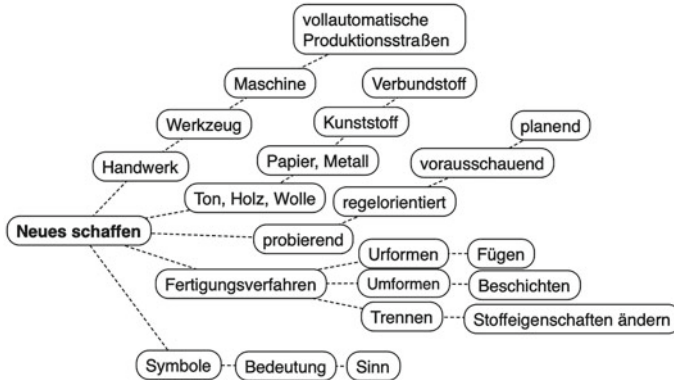 vollautomatische
Produktionsstraßen
Maschine
Verbundstoff
Werkzeug
Kunststoff
planend
Handwerk
Papier, Metall
vorausschauend
Ton, Holz, Wolle
regelorientiert
Neues schaffen
probierend
Urformen
Fügen
Fertigungsverfahren
Umformen
Beschichten
Trennen
Stoffeigenschaften ändern
Symbole
Bedeutung
Sinn